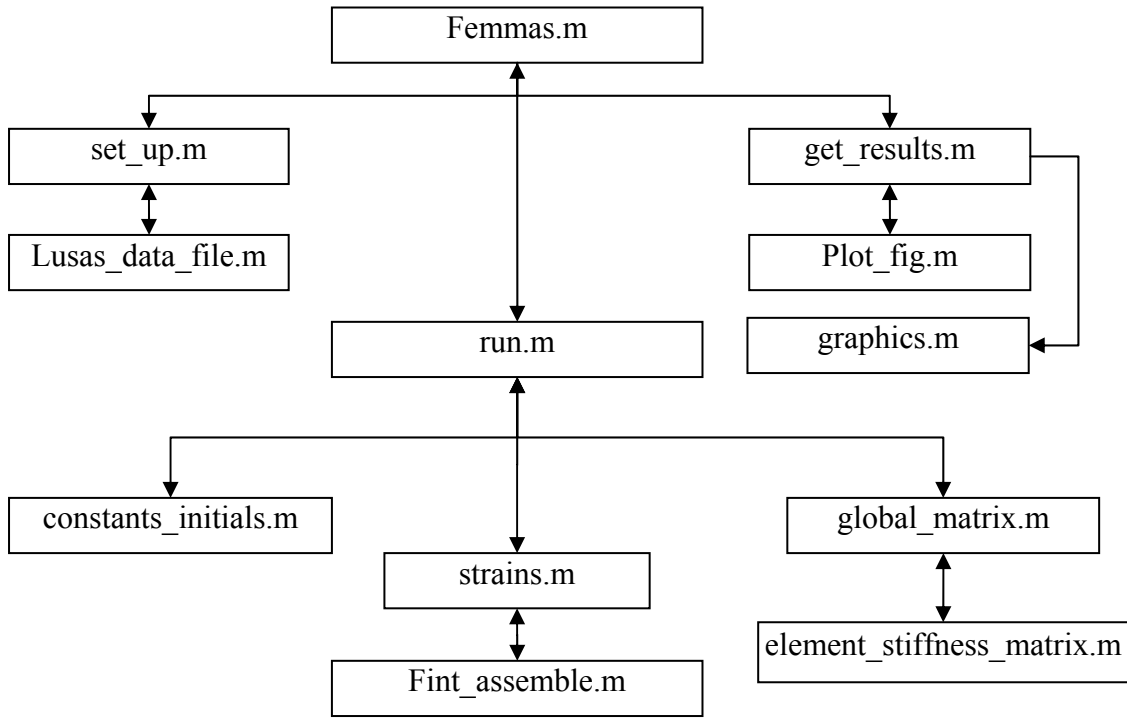 Femmas.m
set_up.m
get_results.m
Lusas_data_file.m
Plot_fig.m
run.m
graphics.m
constants_initials.m
global_matrix.m
strains.m
element_stiffness_matrix.m
Fint_assemble.m